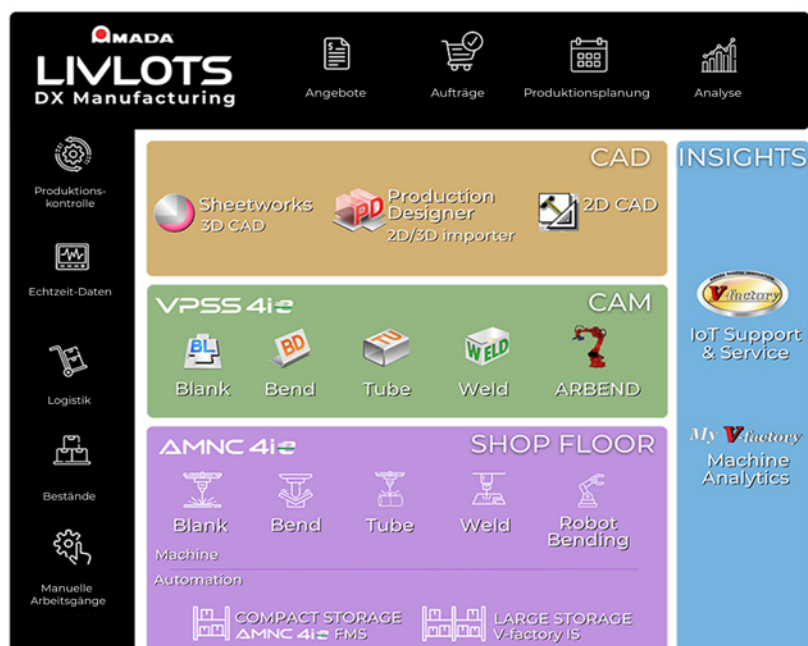 AMADA
LIVLOTS
DX Manufacturing
Angebote
Aufträge
Produktionsplanung
Analyse
Produktions-
kontrolle
Echtzeit-Daten
Logistik
Bestände
Manuelle
Arbeitsgänge
CAD
Sheetworks
3D CAD
PD
Production
Designer
2D/3D importer
2D CAD
VPSS 4ie
CAM
BL
Blank
BD
Bend
TU
Tube
WELD
Weld
ARBEND
AMNC 4ie
SHOP FLOOR
Blank
Bend
Tube
Weld
Robot
Bending
Machine
Automation
COMPACT STORAGE
AMNC 4ie FMS
LARGE STORAGE
V-factory IS
INSIGHTS
V-factory
IoT Support
& Service
My V-factory
Machine
Analytics